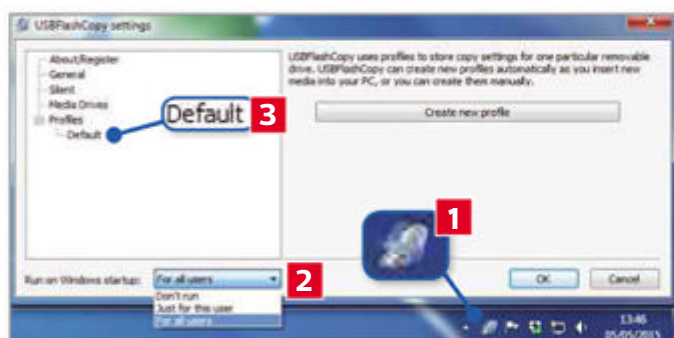 USBFlashCopy settings
About/Register
General
Silent
Media Drives
Profiles
Default
Default 3
USBFlashCopy uses profiles to store copy settings for one particular removable
drive. USBFlashCopy can create new profiles automatically as you insert new
media into your PC, or you can create them manually.
Create new profile
1
Run on Windows startup:
For all users
2
Don't run
Just for this user
For all users
OK
Cancel
13:46
05/05/2015